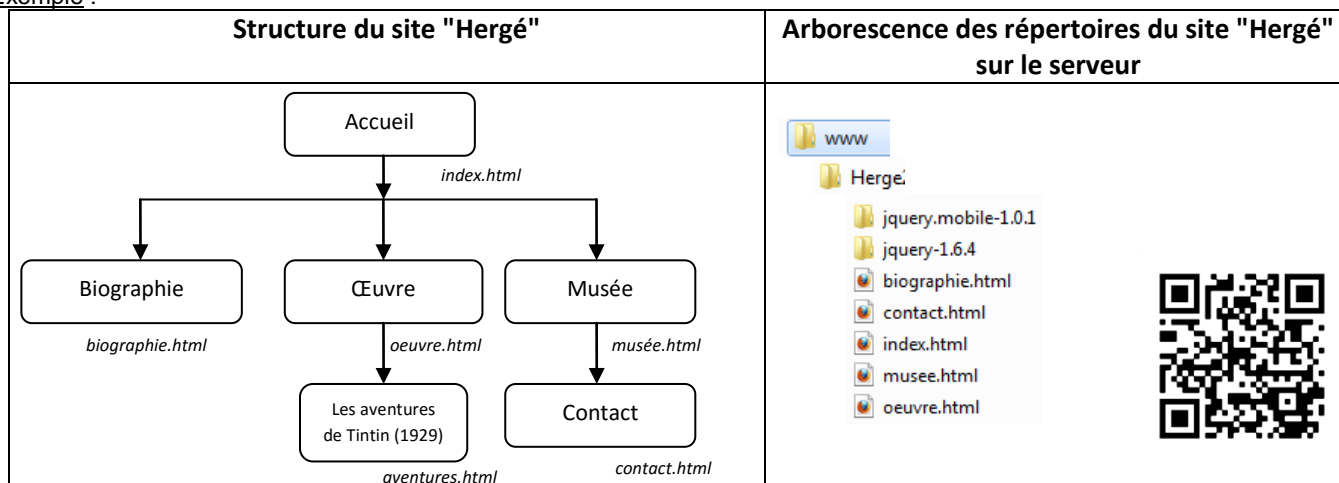 Exemple :
Structure du site "Hergé"
Arborescence des répertoires du site "Hergé"
sur le serveur
Accueil
index.html
Biographie
Œuvre
Musée
biographie.html
oeuvre.html
musée.html
Les aventures
de Tintin (1929)
Contact
aventures.html
contact.html
www
Herge2
jquery.mobile-1.0.1
jquery-1.6.4
biographie.html
contact.html
index.html
musee.html
oeuvre.html